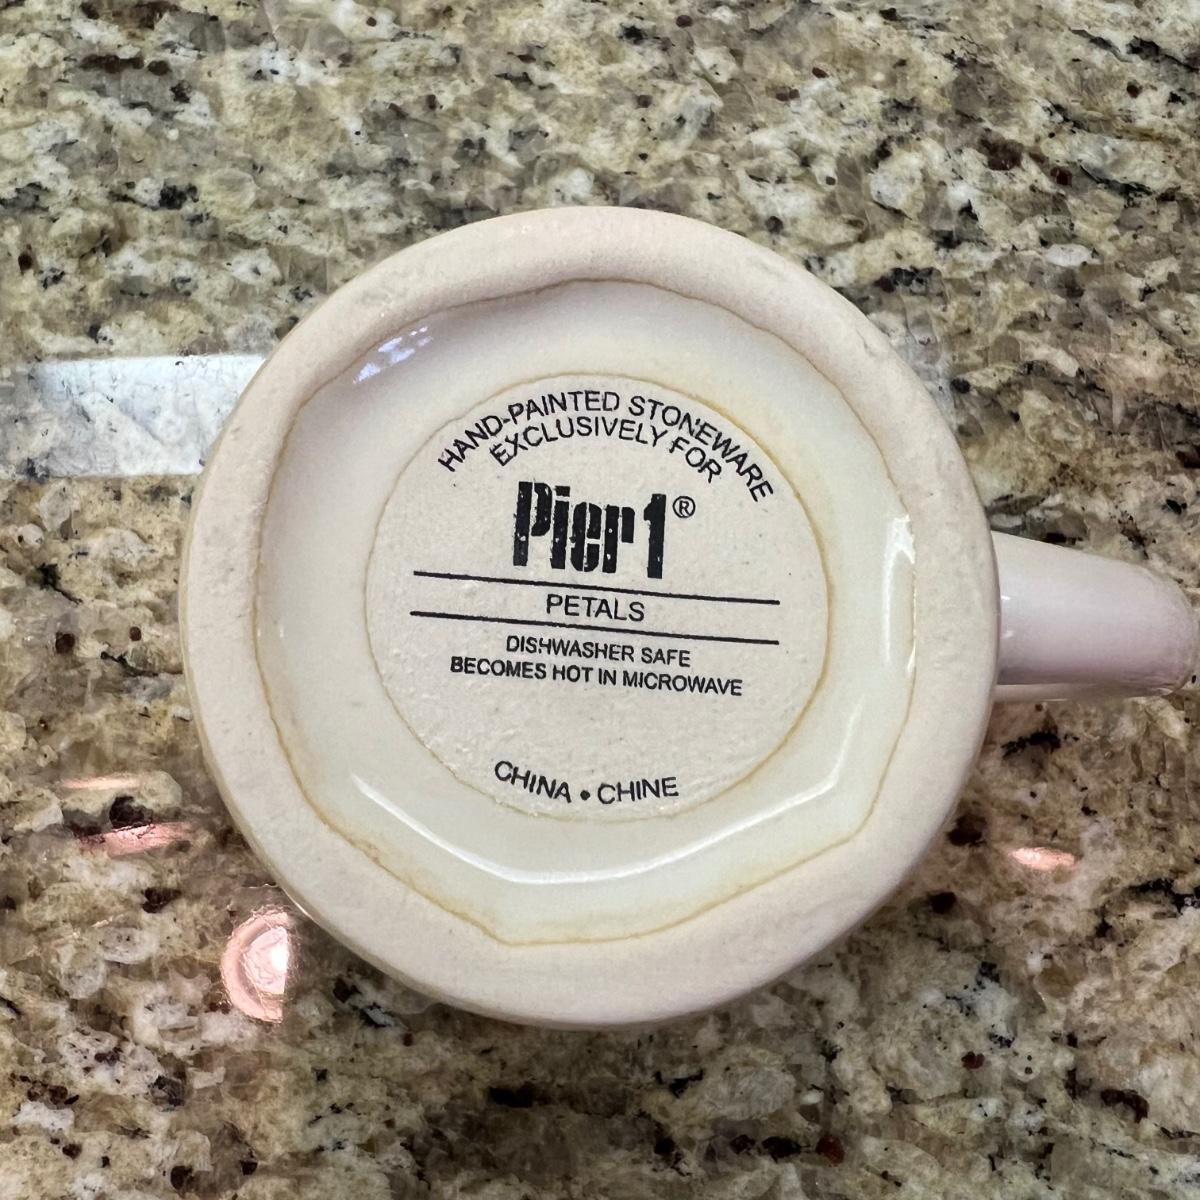 HAND-PAINTED STONEWARE
EXCLUSIVELY FOR
Pier1®
PETALS
DISHWASHER SAFE
BECOMES HOT IN MICROWAVE
CHINA • CHINE